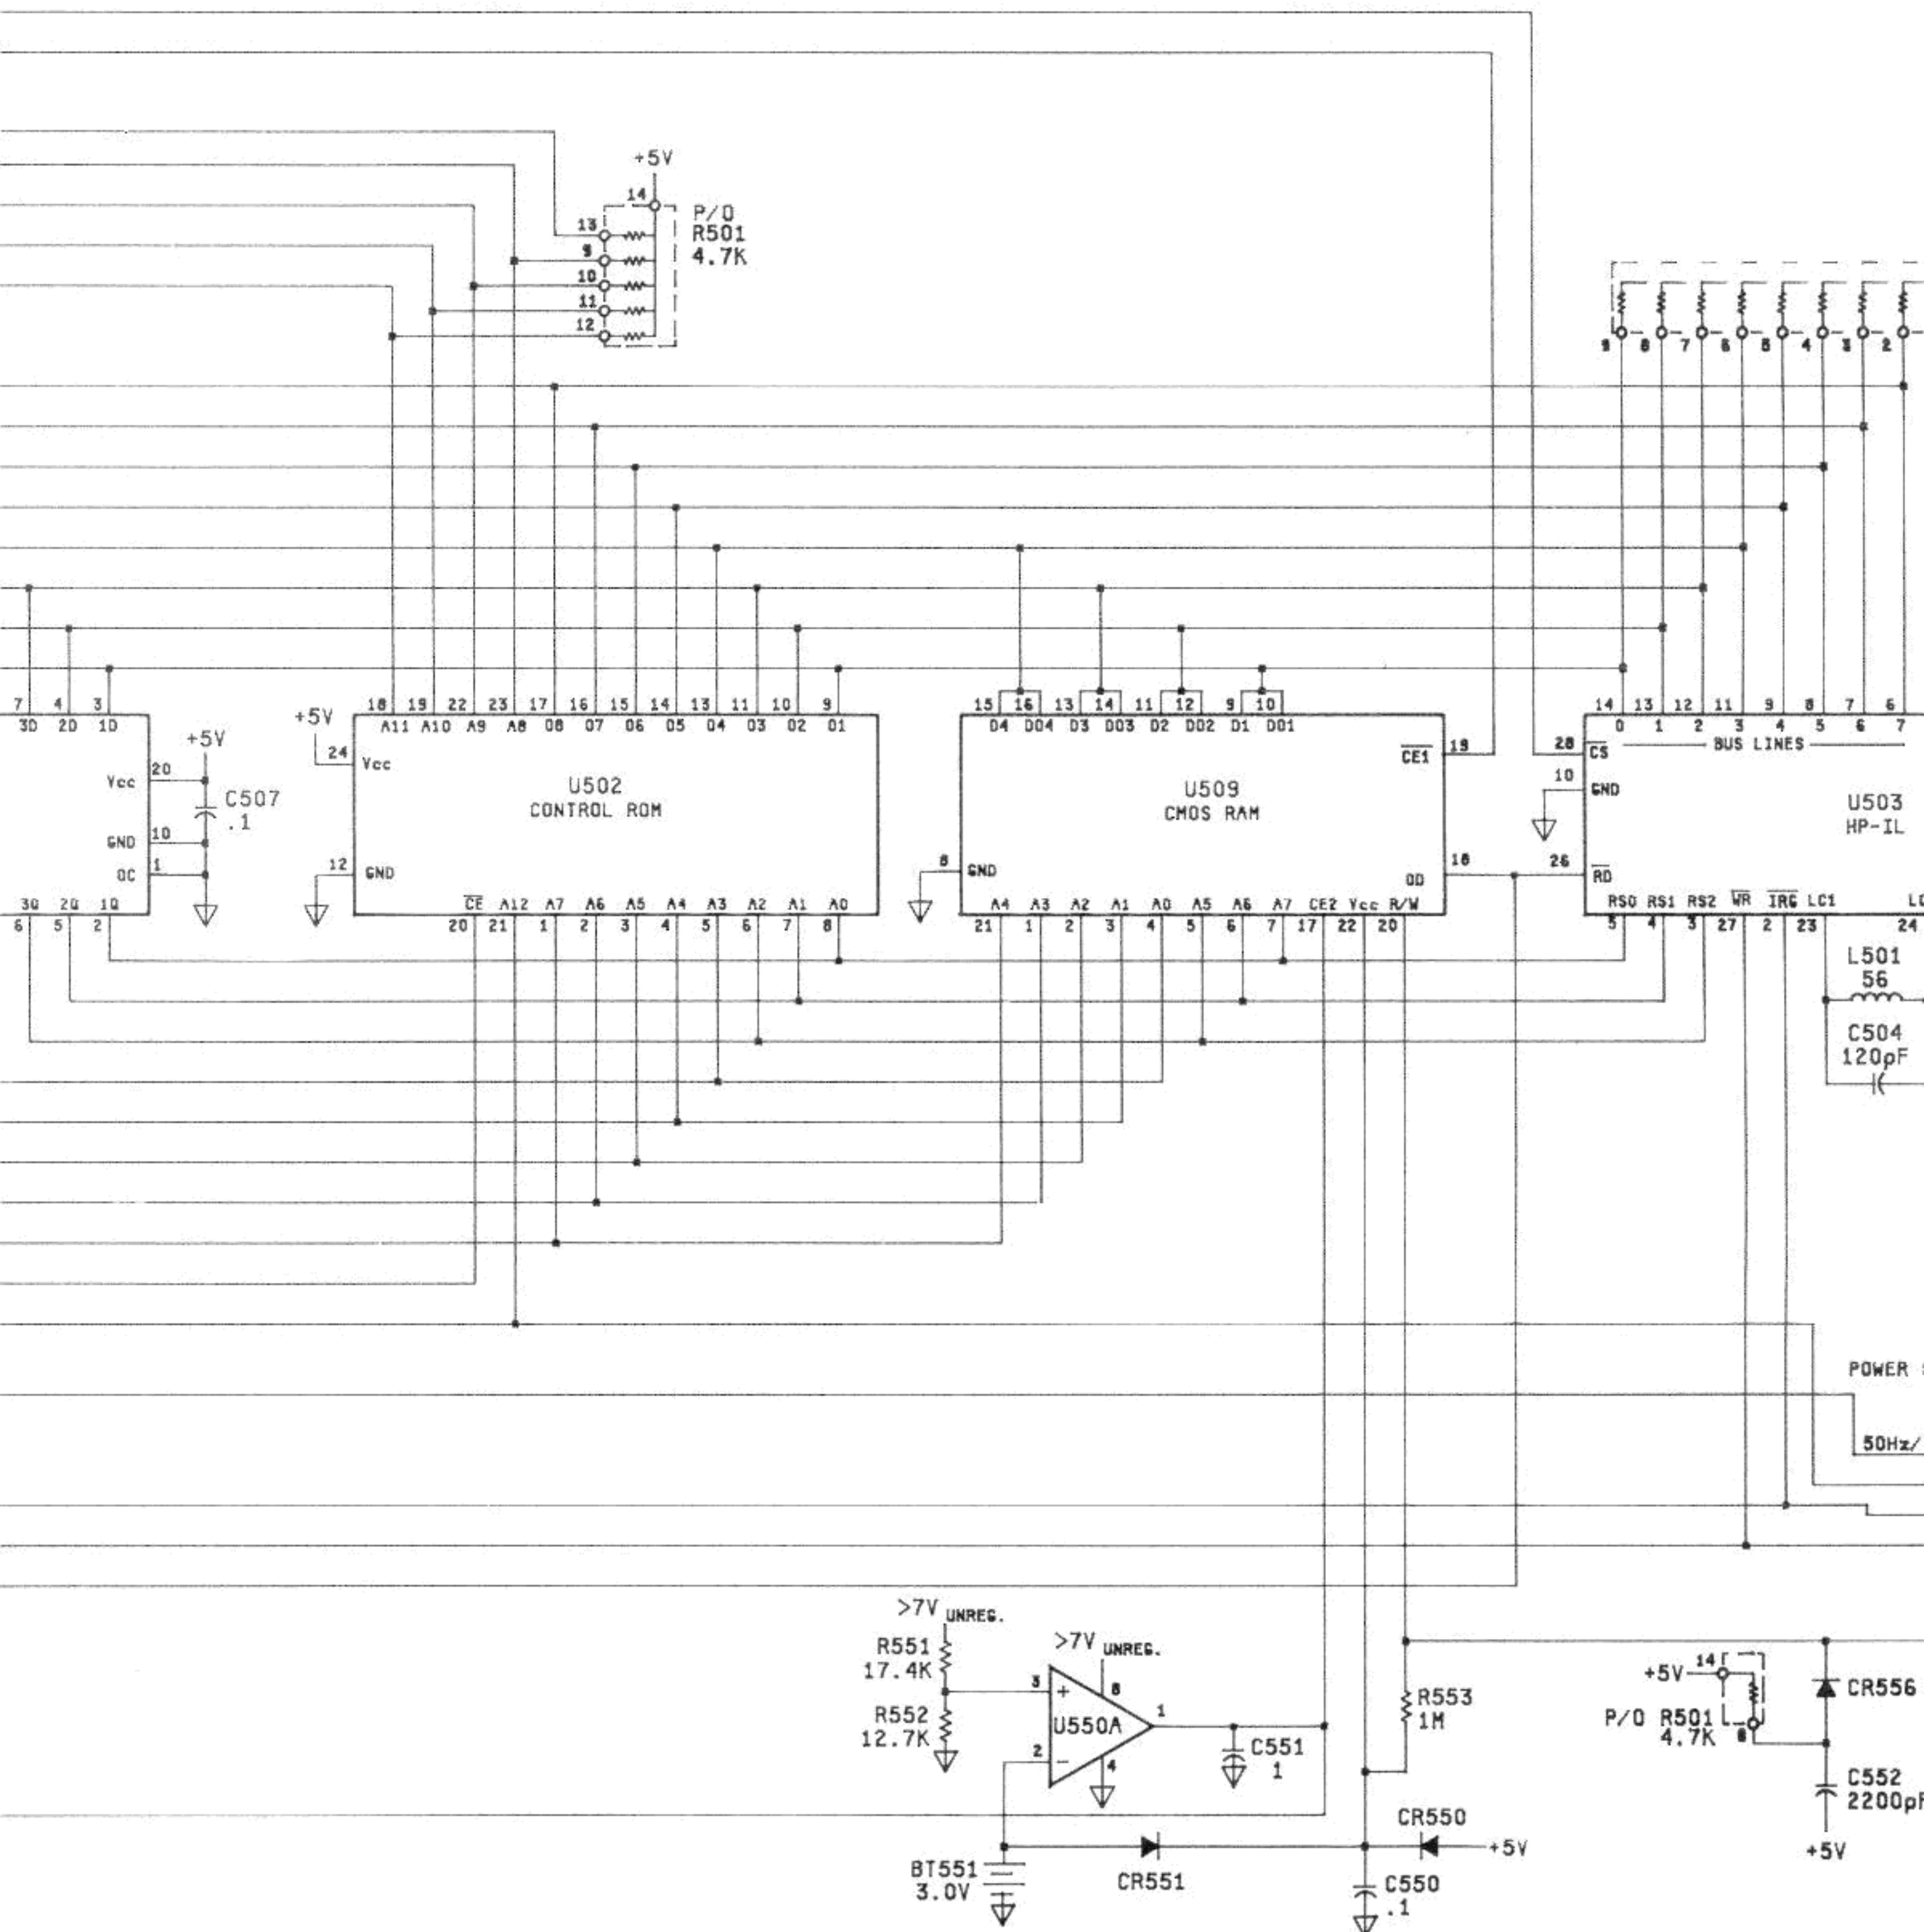 +5V
14
P/O
R501
4.7K
13
9
10
11
12
9 8 7 6 5 4 3 2
7 4 3
3D 2D 1D
+5V
20
Vcc
C507
.1
10
GND
1
OC
3Q 2Q 1Q
6 5 2
18 19 22 23 17 16 15 14 13 11 10 9
A11 A10 A9 A8 O8 O7 O6 O5 O4 O3 O2 O1
+5V
24
Vcc
U502
CONTROL ROM
12
GND
CE A12 A7 A6 A5 A4 A3 A2 A1 A0
20 21 1 2 3 4 5 6 7 8
15 16 13 14 11 12 9 10
D4 DO4 D3 DO3 D2 DO2 D1 DO1
CE1
19
U509
CMOS RAM
8
GND
OD
18
A4 A3 A2 A1 A0 A5 A6 A7 CE2 Vcc R/W
21 1 2 3 4 5 6 7 17 22 20
14 13 12 11 9 8 7 6
0 1 2 3 4 5 6 7
BUS LINES
28
CS
10
GND
U503
HP-IL
26
RD
RS0 RS1 RS2 WR IRG LC1 LC
5 4 3 27 2 23 24
L501
56
C504
120pF
POWER
50Hz/
>7V UNREG.
R551
17.4K
R552
12.7K
>7V UNREG.
3
+
8
U550A
1
2
-
4
C551
1
R553
1M
+5V
14
P/O R501
4.7K
8
CR556
C552
2200pF
+5V
CR550
+5V
CR551
BT551
3.0V
C550
.1